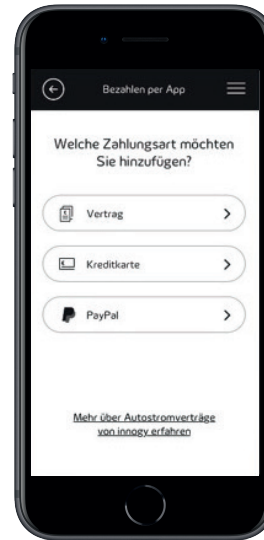 Bezahlen per App
Welche Zahlungsart möchten
Sie hinzufügen?
Vertrag
Kreditkarte
PayPal
Mehr über Autostromverträge
von innogy erfahren